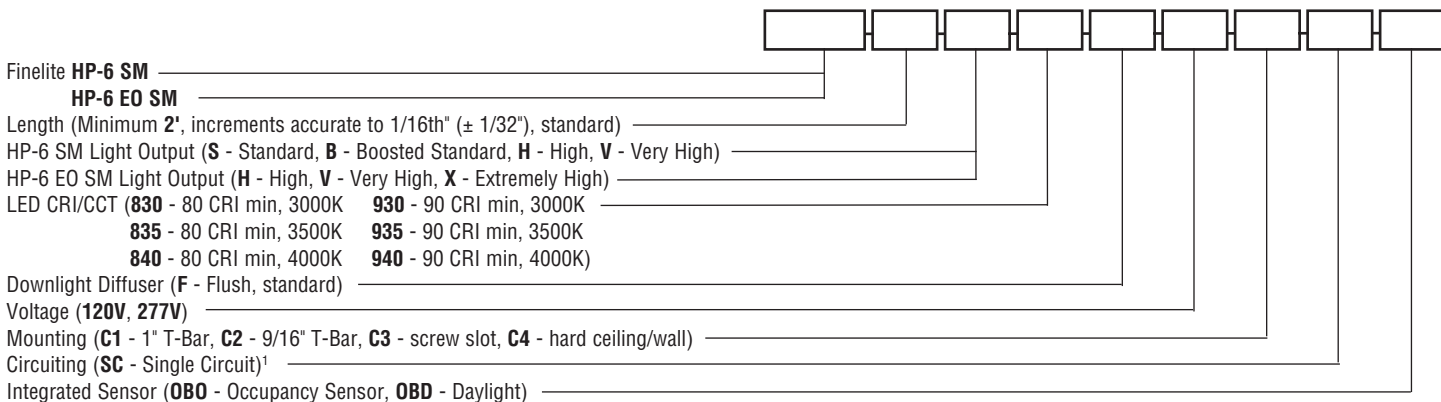 Finelite HP-6 SM
HP-6 EO SM
Length (Minimum 2', increments accurate to 1/16th" (± 1/32"), standard)
HP-6 SM Light Output (S - Standard, B - Boosted Standard, H - High, V - Very High)
HP-6 EO SM Light Output (H - High, V - Very High, X - Extremely High)
LED CRI/CCT (830 - 80 CRI min, 3000K 930 - 90 CRI min, 3000K
835 - 80 CRI min, 3500K 935 - 90 CRI min, 3500K
840 - 80 CRI min, 4000K 940 - 90 CRI min, 4000K)
Downlight Diffuser (F - Flush, standard)
Voltage (120V, 277V)
Mounting (C1 - 1" T-Bar, C2 - 9/16" T-Bar, C3 - screw slot, C4 - hard ceiling/wall)
Circuiting (SC - Single Circuit)¹
Integrated Sensor (OBO - Occupancy Sensor, OBD - Daylight)